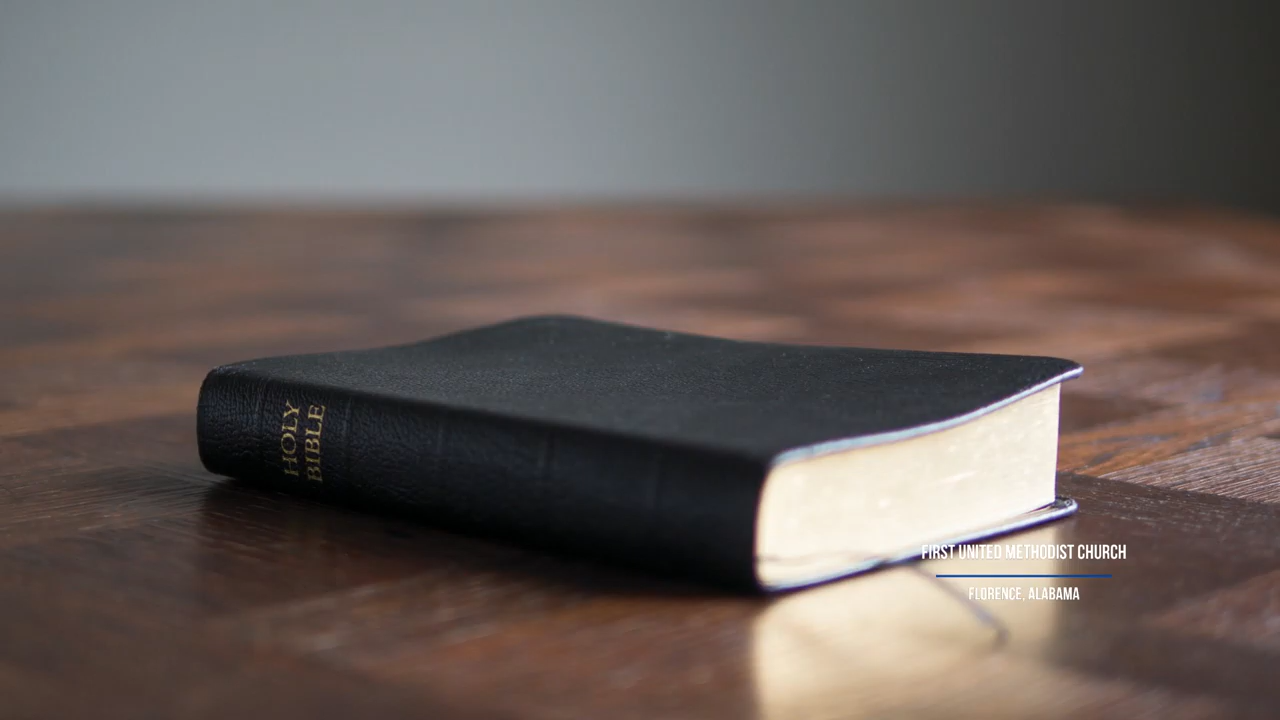 HOLY
BIBLE
FIRST UNITED METHODIST CHURCH
FLORENCE, ALABAMA